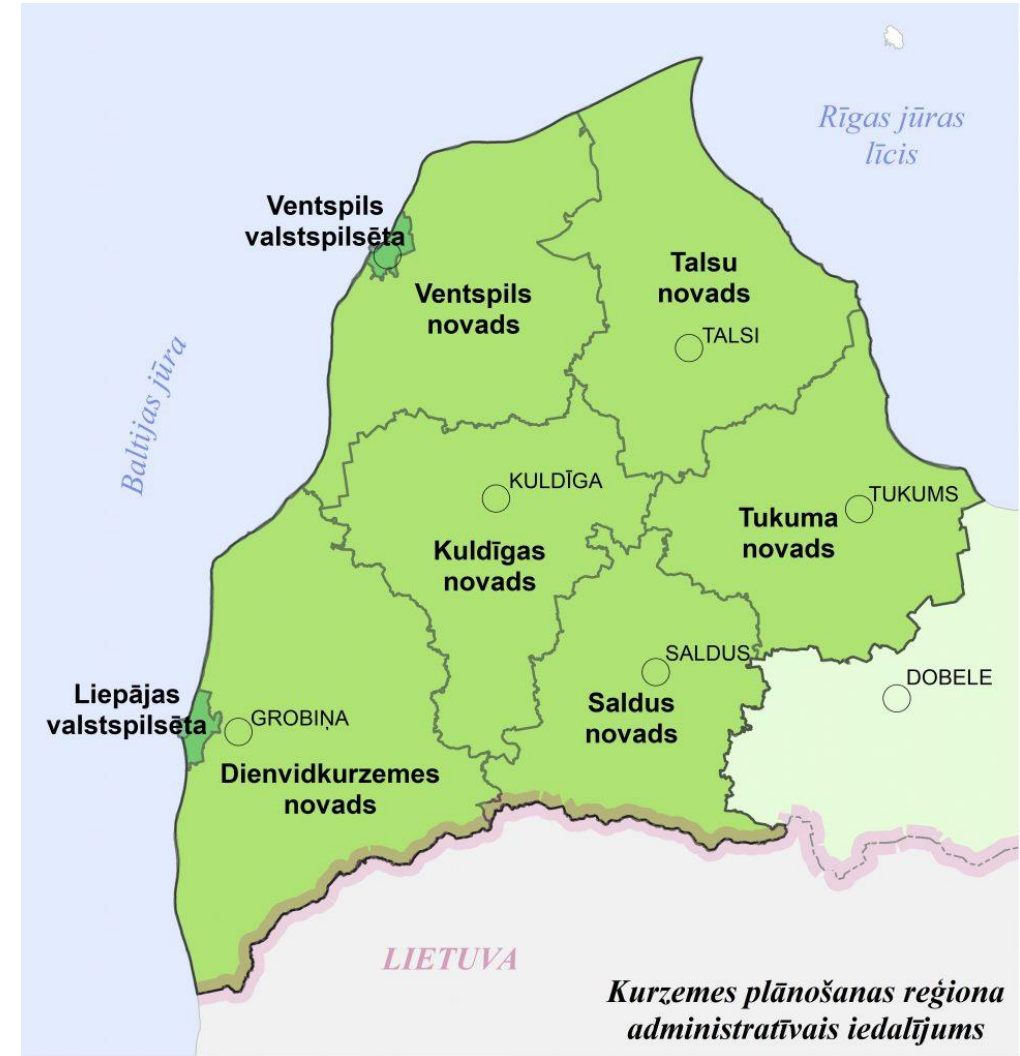 Rīgas jūras
līcis
Ventspils
valstspilsēta
Talsu
novads
Ventspils
novads
TALSI
Baltijas jūra
KULDĪGA
TUKUMS
Tukuma
novads
Kuldīgas
novads
SALDUS
DOBELE
Liepājas
valstspilsēta
Saldus
novads
GROBIŅA
Dienvidkurzemes
novads
LIETUVA
Kurzemes plānošanas reģiona
administratīvais iedalījums